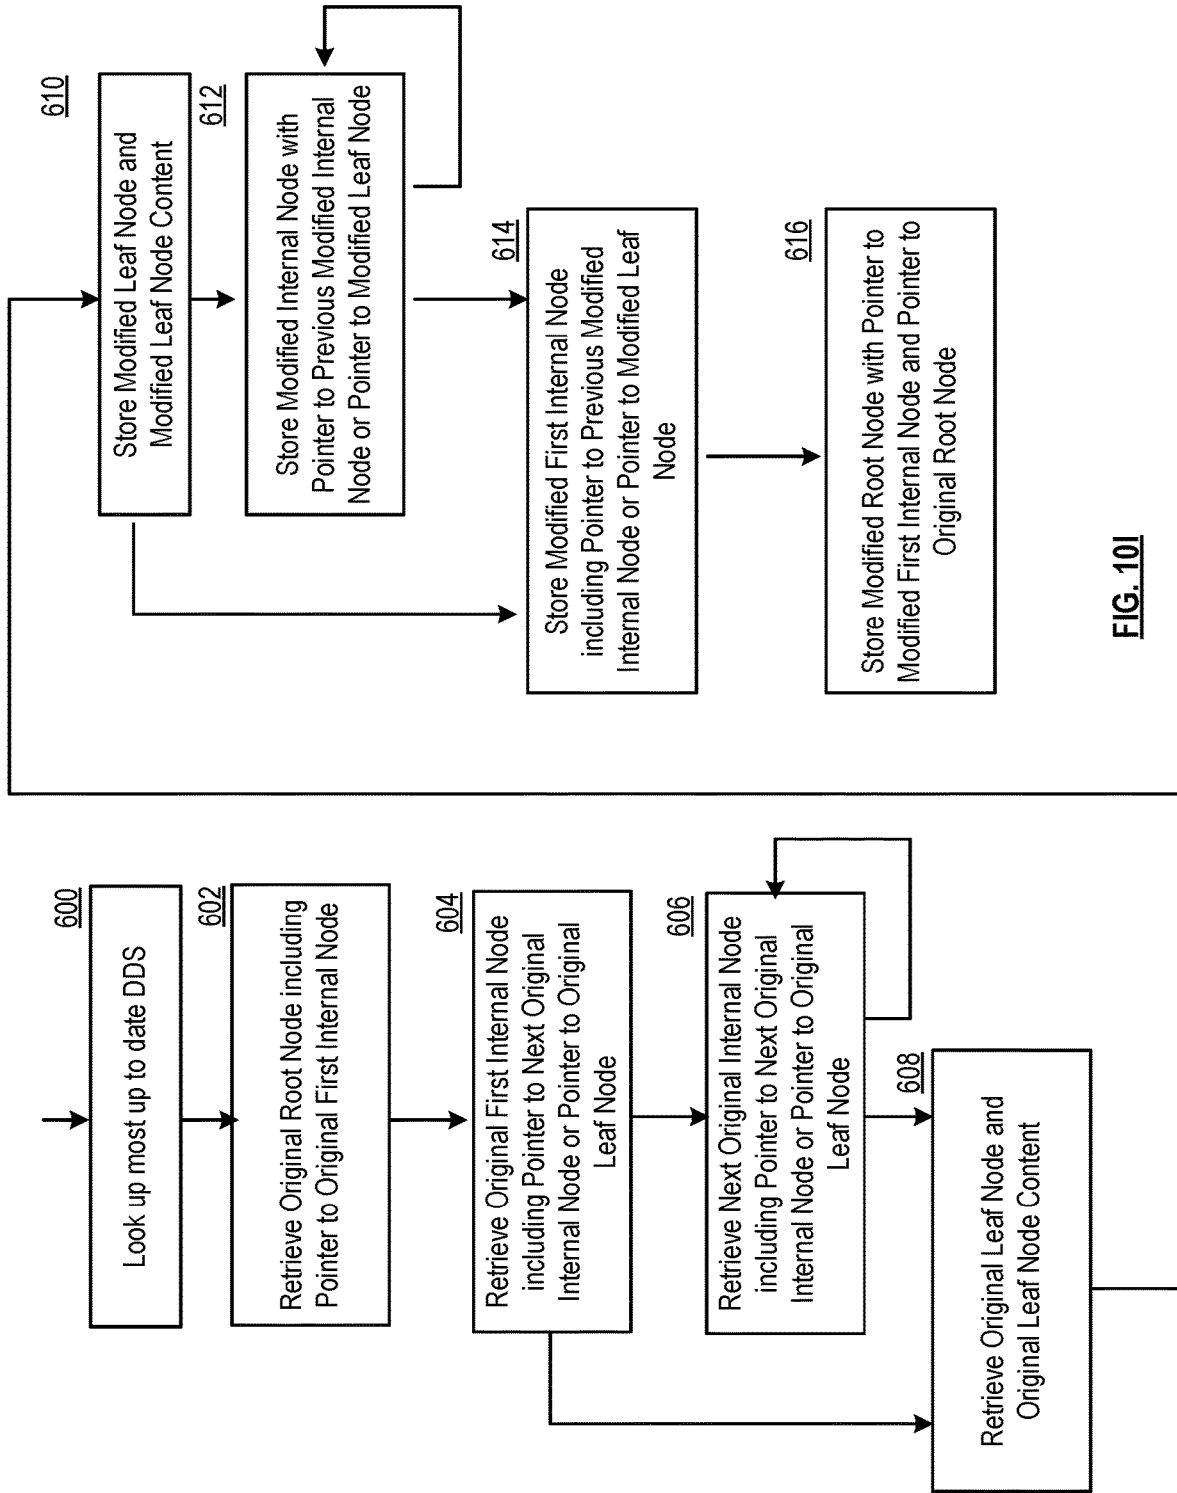 600
Look up most up to date DDS
602
Retrieve Original Root Node including
Pointer to Original First Internal Node
604
Retrieve Original First Internal Node
including Pointer to Next Original
Internal Node or Pointer to Original
Leaf Node
606
Retrieve Next Original Internal Node
including Pointer to Next Original
Internal Node or Pointer to Original
Leaf Node
608
Retrieve Original Leaf Node and
Original Leaf Node Content
610
Store Modified Leaf Node and
Modified Leaf Node Content
612
Store Modified Internal Node with
Pointer to Previous Modified Internal
Node or Pointer to Modified Leaf Node
614
Store Modified First Internal Node
including Pointer to Previous Modified
Internal Node or Pointer to Modified Leaf
Node
616
Store Modified Root Node with Pointer to
Modified First Internal Node and Pointer to
Original Root Node
FIG. 10I